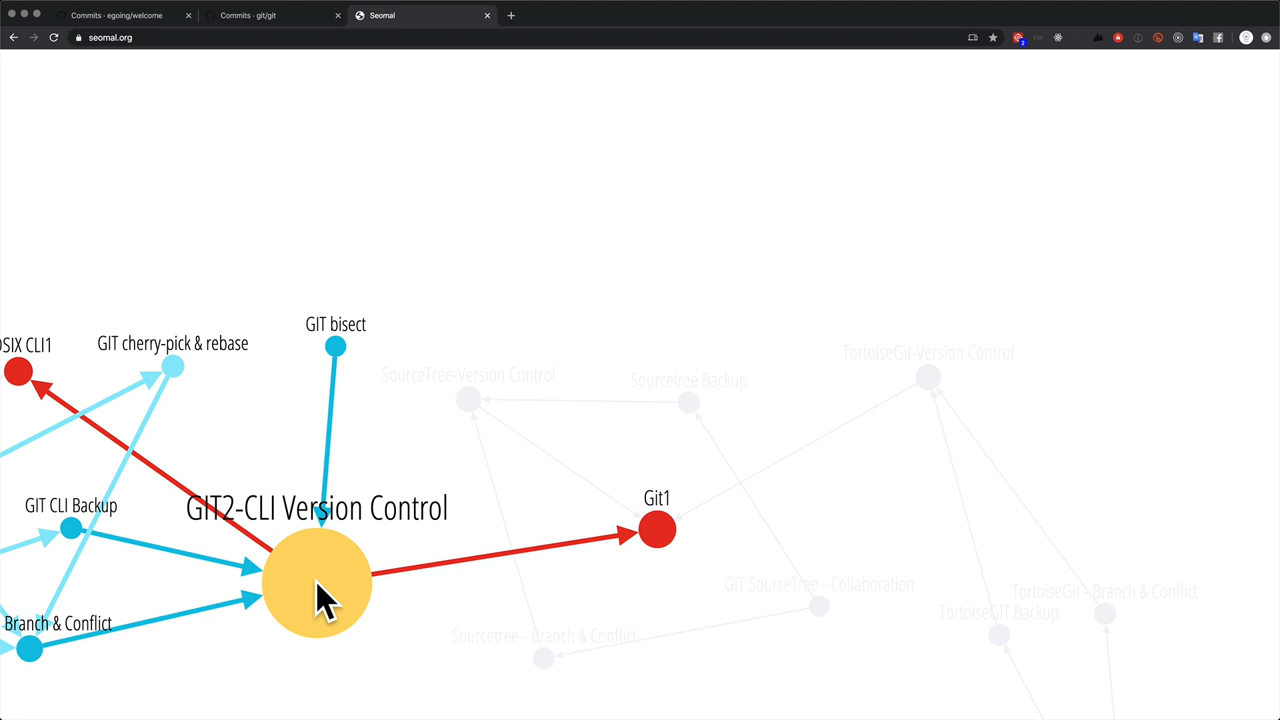 Commits · egoing/welcome
Commits · git/git
Seomal
seomal.org
GIT bisect
OSIX CLI1
GIT cherry-pick & rebase
TortoiseGit-Version Control
SourceTree-Version Control
Sourcetree Backup
GIT CLI Backup
GIT2-CLI Version Control
Git1
GIT SourceTree - Collaboration
TortoiseGit - Branch & Conflict
TortoiseGIT Backup
Branch & Conflict
Sourcetree - Branch & Conflict